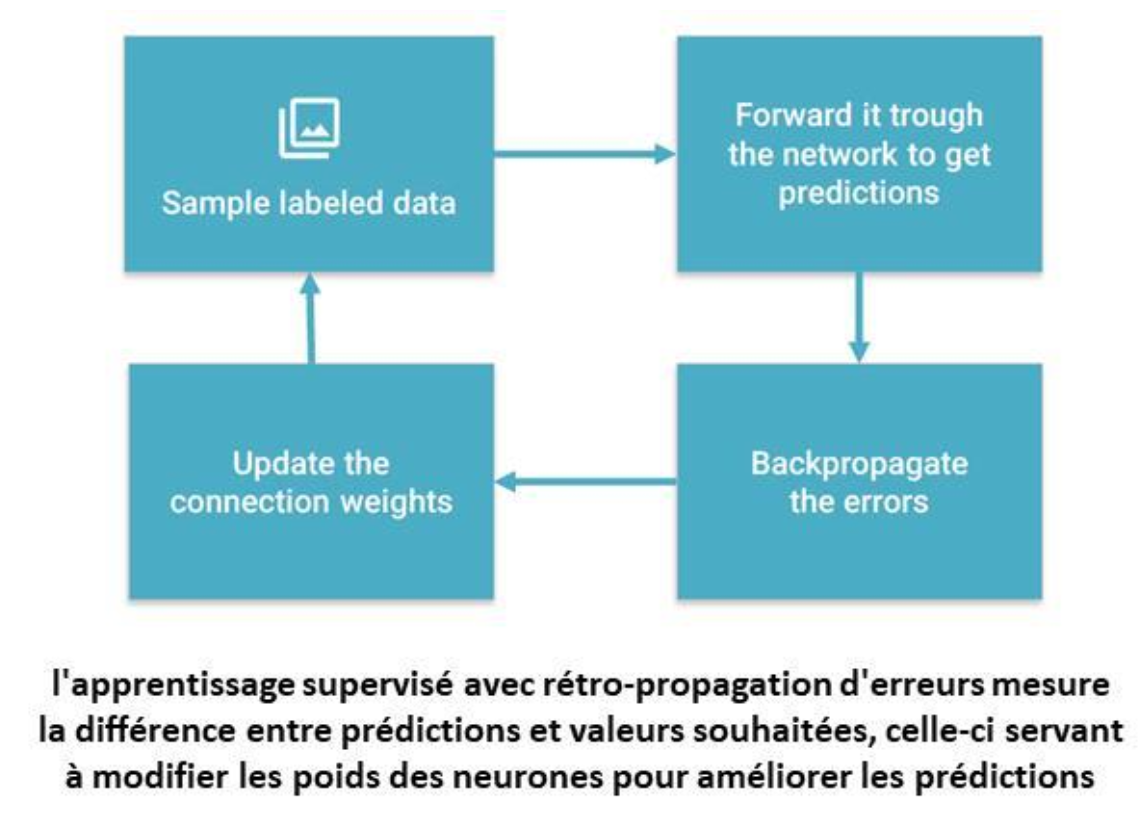 Sample labeled data
Forward it trough
the network to get
predictions
Update the
connection weights
Backpropagate
the errors
l'apprentissage supervisé avec rétro-propagation d'erreurs mesure
la différence entre prédictions et valeurs souhaitées, celle-ci servant
à modifier les poids des neurones pour améliorer les prédictions